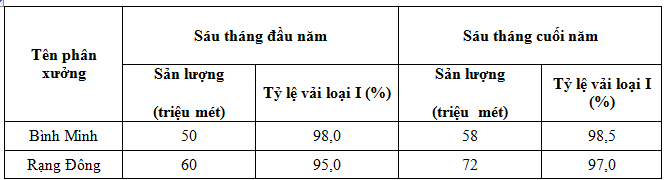 Tên phân
xưởng
Sáu tháng đầu năm
Sáu tháng cuối năm
Sản lượng
(triệu mét)
Tỷ lệ vải loại I (%)
Sản lượng
(triệu mét)
Tỷ lệ vải loại I
(%)
Bình Minh 50 98,0 58 98,5
Rạng Đông 60 95,0 72 97,0